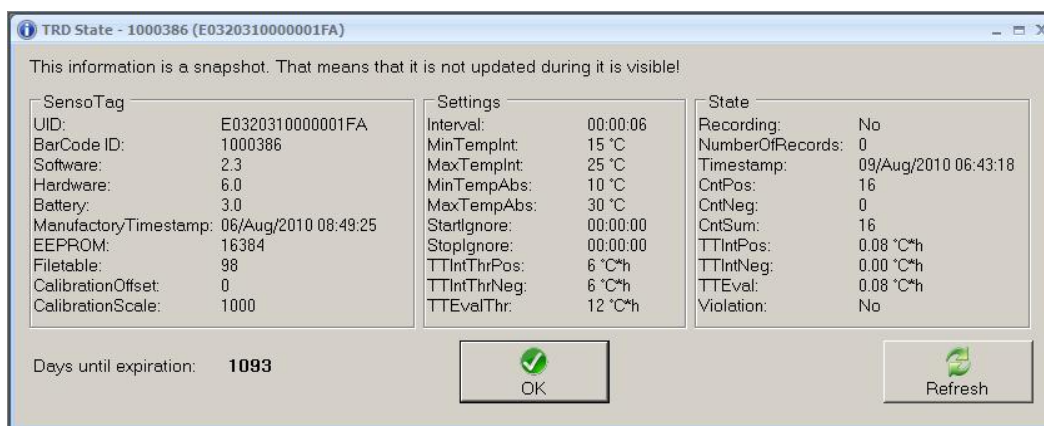 TRD State - 1000386 (E0320310000001FA)
This information is a snapshot. That means that it is not updated during it is visible!
SensoTag
UID: E0320310000001FA
BarCode ID: 1000386
Software: 2.3
Hardware: 6.0
Battery: 3.0
ManufactoryTimestamp: 06/Aug/2010 08:49:25
EEPROM: 16384
Filetable: 98
CalibrationOffset: 0
CalibrationScale: 1000
Settings
Interval: 00:00:06
MinTempInt: 15 °C
MaxTempInt: 25 °C
MinTempAbs: 10 °C
MaxTempAbs: 30 °C
StartIgnore: 00:00:00
StopIgnore: 00:00:00
TTIntThrPos: 6 °C*h
TTIntThrNeg: 6 °C*h
TTEvalThr: 12 °C*h
State
Recording: No
NumberOfRecords: 0
Timestamp: 09/Aug/2010 06:43:18
CntPos: 16
CntNeg: 0
CntSum: 16
TTIntPos: 0.08 °C*h
TTIntNeg: 0.00 °C*h
TTEval: 0.08 °C*h
Violation: No
Days until expiration: 1093
OK
Refresh